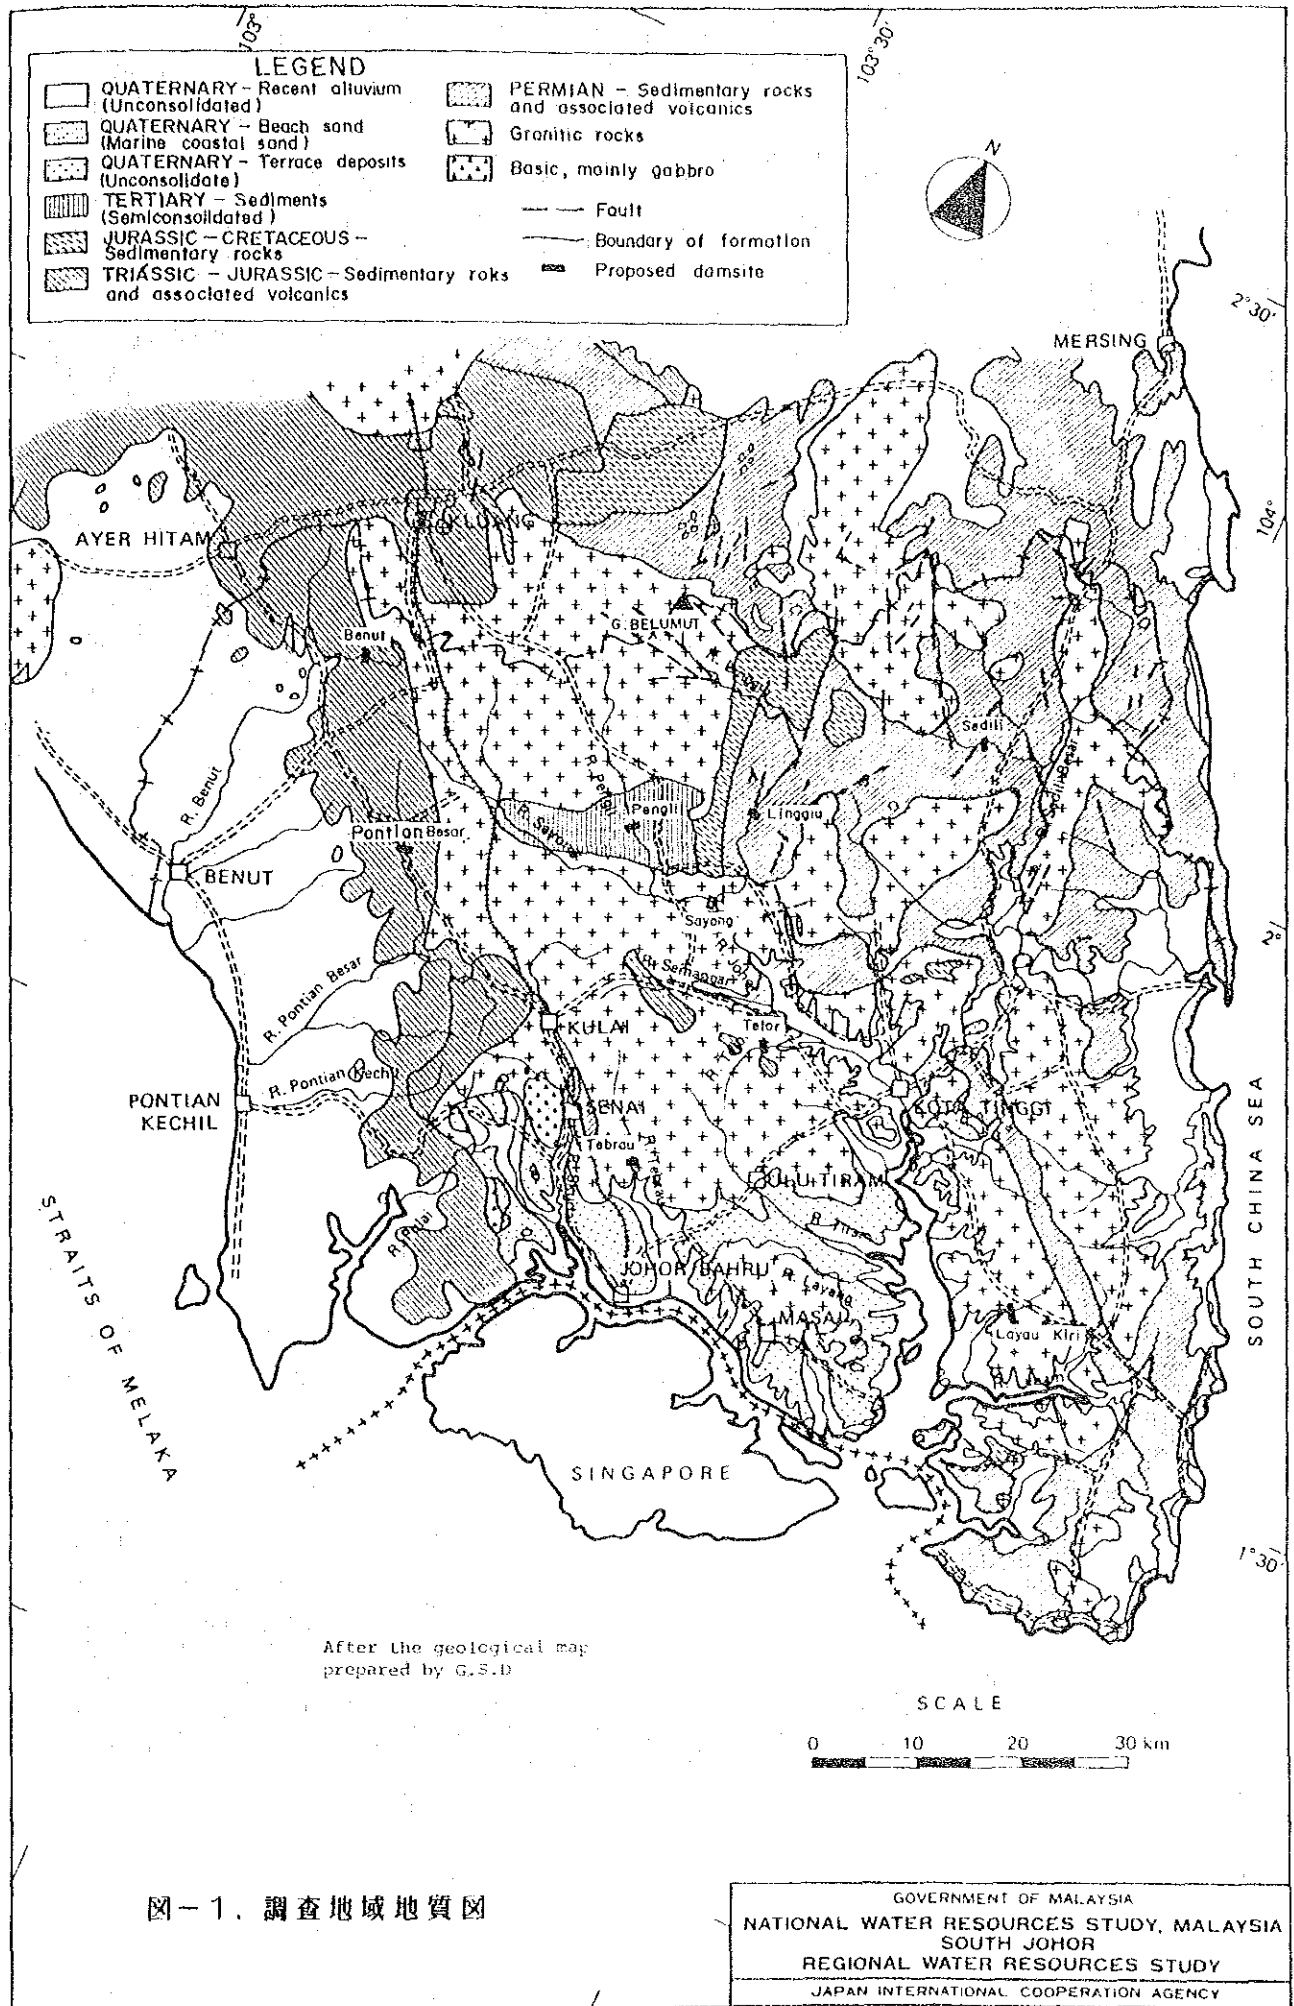 103°
103°30'
LEGEND
QUATERNARY - Recent alluvium
(Unconsolidated)
QUATERNARY - Beach sand
(Marine coastal sand)
QUATERNARY - Terrace deposits
(Unconsolidate)
TERTIARY - Sediments
(Semiconsolidated)
JURASSIC - CRETACEOUS -
Sedimentary rocks
TRIASSIC - JURASSIC - Sedimentary roks
and associated volcanics
PERMIAN - Sedimentary rocks
and associated volcanics
Granitic rocks
Basic, mainly gabbro
Fault
Boundary of formation
Proposed damsite
N
2°30'
MERSING
104°
KLUANG
AYER HITAM
Benut
G. BELUMUT
Sedili
R. Sedili Besar
R. Benut
R. Pengli
Pengli
Linggiu
R. Sayong
Pontian Besar
BENUT
Sayong
2°
R. Johor
R. Semangar
R. Pontian Besar
KULAI
Telor
R. Pontian Kechil
PONTIAN
KECHIL
SENAI
KOTA TINGGI
Tebrau
R. Tebrau
ULU TIRAM
R. Tiram
R. Pulai
JOHOR BAHRU
R. Layang
MASAI
Layau Kiri
SOUTH CHINA SEA
STRAITS OF MELAKA
SINGAPORE
1°30'
After the geological map
prepared by G.S.D
SCALE
0 10 20 30 km
図-1. 調査地域地質図
GOVERNMENT OF MALAYSIA
NATIONAL WATER RESOURCES STUDY, MALAYSIA
SOUTH JOHOR
REGIONAL WATER RESOURCES STUDY
JAPAN INTERNATIONAL COOPERATION AGENCY